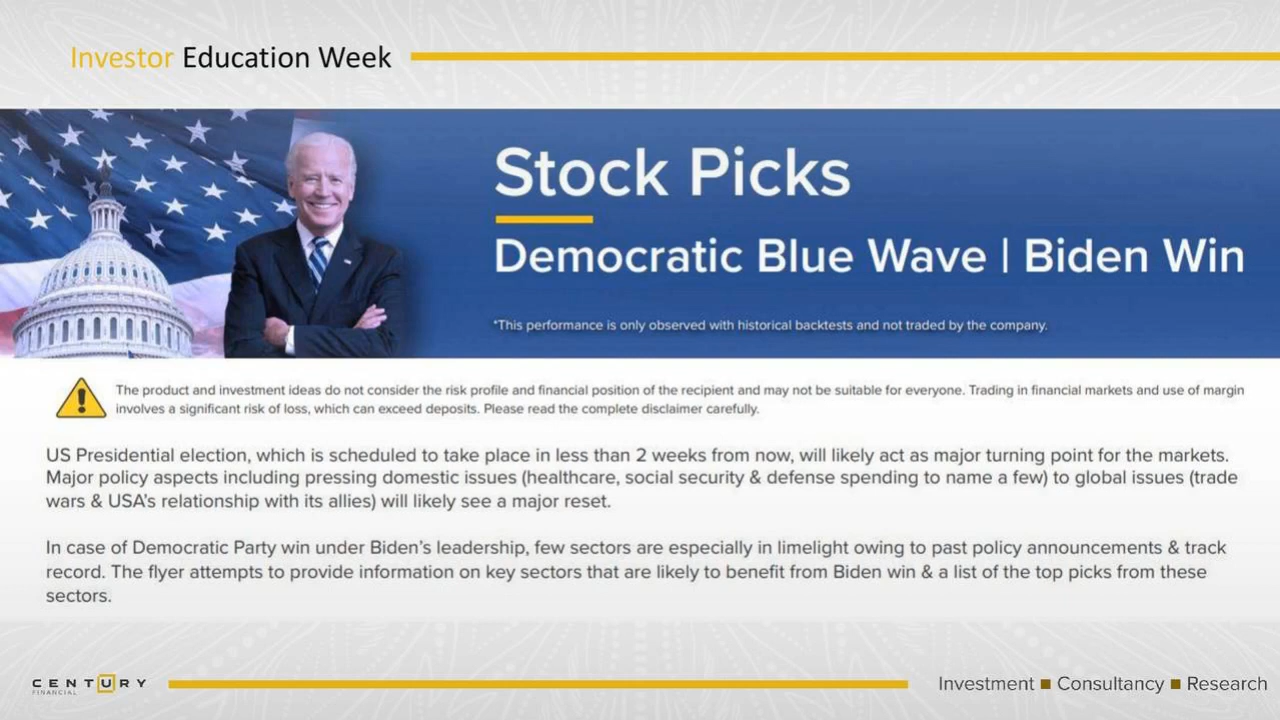 Investor Education Week
Stock Picks
Democratic Blue Wave | Biden Win
*This performance is only observed with historical backtests and not traded by the company.
The product and investment ideas do not consider the risk profile and financial position of the recipient and may not be suitable for everyone. Trading in financial markets and use of margin
involves a significant risk of loss, which can exceed deposits. Please read the complete disclaimer carefully.
US Presidential election, which is scheduled to take place in less than 2 weeks from now, will likely act as major turning point for the markets.
Major policy aspects including pressing domestic issues (healthcare, social security & defense spending to name a few) to global issues (trade
wars & USA's relationship with its allies) will likely see a major reset.
In case of Democratic Party win under Biden's leadership, few sectors are especially in limelight owing to past policy announcements & track
record. The flyer attempts to provide information on key sectors that are likely to benefit from Biden win & a list of the top picks from these
sectors.
CENTURY
FINANCIAL
Investment ■ Consultancy ■ Research